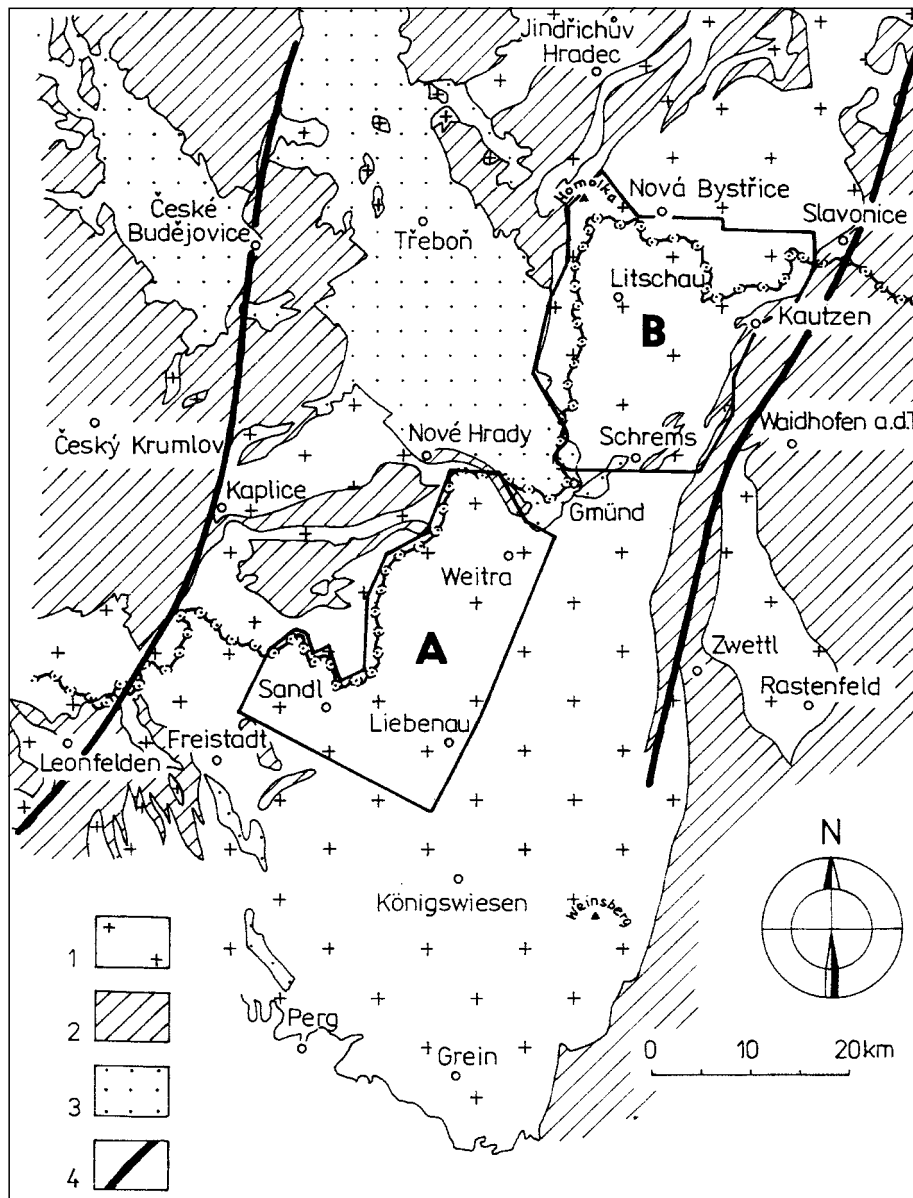 Jindřichův
Hradec
Homolka
Nová Bystřice
Slavonice
České
Budějovice
Třeboň
Litschau
B
Kautzen
Český Krumlov
Nové Hrady
Schrems
Waidhofen a.d.T
Kaplice
Gmünd
Weitra
A
Zwettl
Sandl
Rastenfeld
Liebenau
Leonfelden
Freistadt
N
Königswiesen
Weinsberg
1
2
Perg
Grein
0 10 20km
3
4